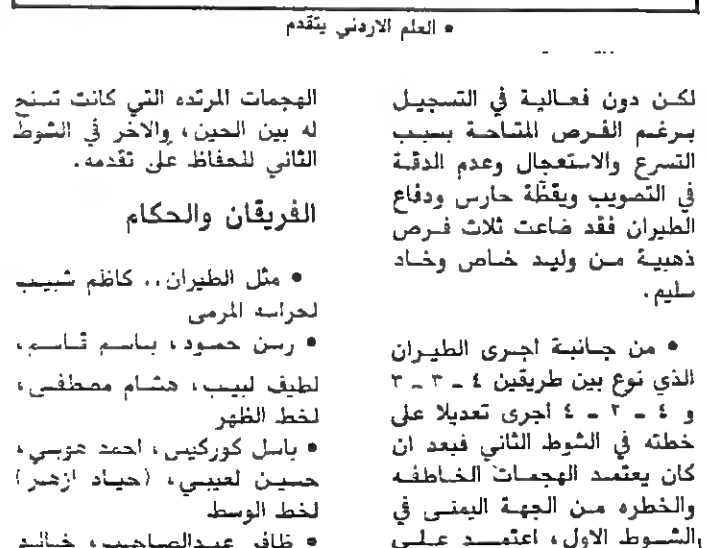 • العلم الاردني يتقدم
لكن دون فعالية في التسجيل
برغم الفرص المتاحة بسبب
التسرع والاستعجال وعدم الدقة
في التصويب ويقظة حارس ودفاع
الطيران فقد ضاعت ثلاث فرص
ذهبية من وليد خاص وخاد
سليم .
• من جانبة اجرى الطيران
الذي نوع بين طريقين ٤ ـ ٣ ـ ٣
و ٤ ـ ٢ ـ ٤ اجرى تعديلا على
خطته في الشوط الثاني فبعد ان
كان يعتمد الهجمات الخاطفه
والخطره من الجهة اليمنى في
الشوط الاول ، اعتمد على
الهجمات المرتده التي كانت تسنح
له بين الحين ، والاخر في الشوط
الثاني للحفاظ على تقدمه .
الفريقان والحكام
• مثل الطيران .. كاظم شبيب
لحراسه المرمى
• رسن حمود ، باسم قاسم ،
لطيف لبيب ، هشام مصطفى ،
لخط الظهر
• باسل كوركيس ، احمد موسي ،
حسين لعيبي ، (حياد ازهر)
لخط الوسط
• ظافر عبدالصاحب ، خالد